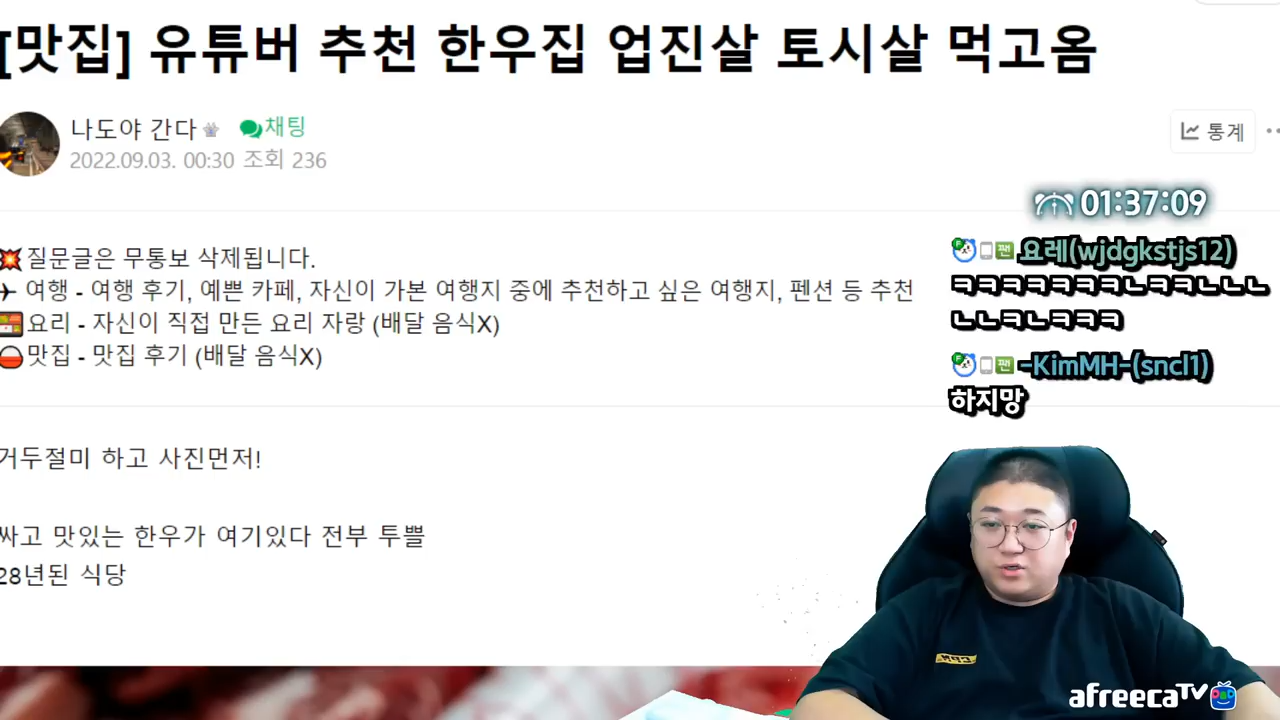 [맛집] 유튜버 추천 한우집 업진살 토시살 먹고옴
나도야 간다 채팅
2022.09.03. 00:30 조회 236
통계
01:37:09
질문글은 무통보 삭제됩니다.
여행 - 여행 후기, 예쁜 카페, 자신이 가본 여행지 중에 추천하고 싶은 여행지, 펜션 등 추천
요리 - 자신이 직접 만든 요리 자랑 (배달 음식X)
맛집 - 맛집 후기 (배달 음식X)
F 팬 요레(wjdgkstjs12)
ㅋㅋㅋㅋㅋㅋㅋㄴㅋㅋㄴㄴㄴ
ㄴㄴㅋㄴㅋㅋㅋ
F 팬 -KimMH-(sncl1)
하지망
거두절미 하고 사진먼저!
싸고 맛있는 한우가 여기있다 전부 투쁠
28년된 식당
afreecaTV